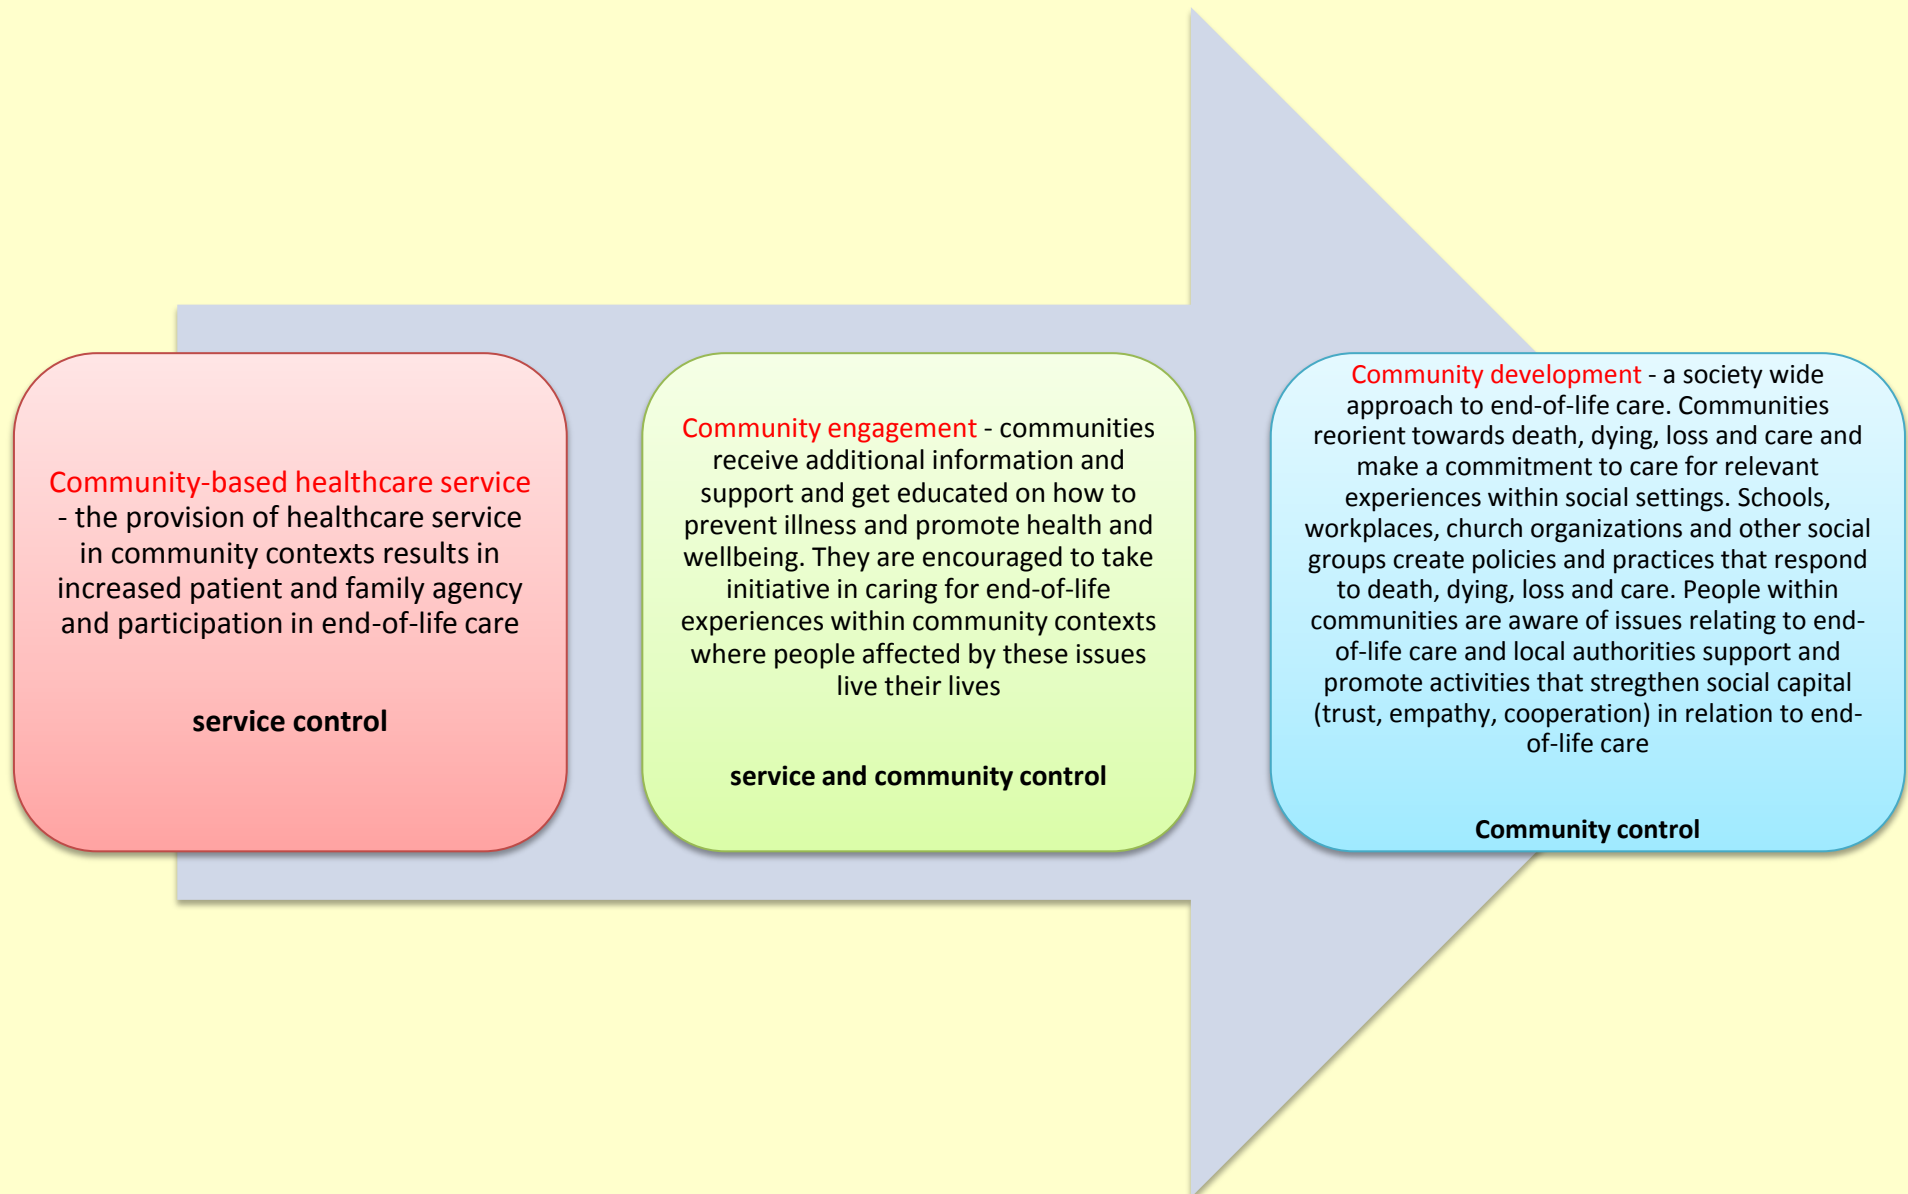 Community-based healthcare service
- the provision of healthcare service
in community contexts results in
increased patient and family agency
and participation in end-of-life care
service control
Community engagement - communities
receive additional information and
support and get educated on how to
prevent illness and promote health and
wellbeing. They are encouraged to take
initiative in caring for end-of-life
experiences within community contexts
where people affected by these issues
live their lives
service and community control
Community development - a society wide
approach to end-of-life care. Communities
reorient towards death, dying, loss and care and
make a commitment to care for relevant
experiences within social settings. Schools,
workplaces, church organizations and other social
groups create policies and practices that respond
to death, dying, loss and care. People within
communities are aware of issues relating to end-
of-life care and local authorities support and
promote activities that stregthen social capital
(trust, empathy, cooperation) in relation to end-
of-life care
Community control